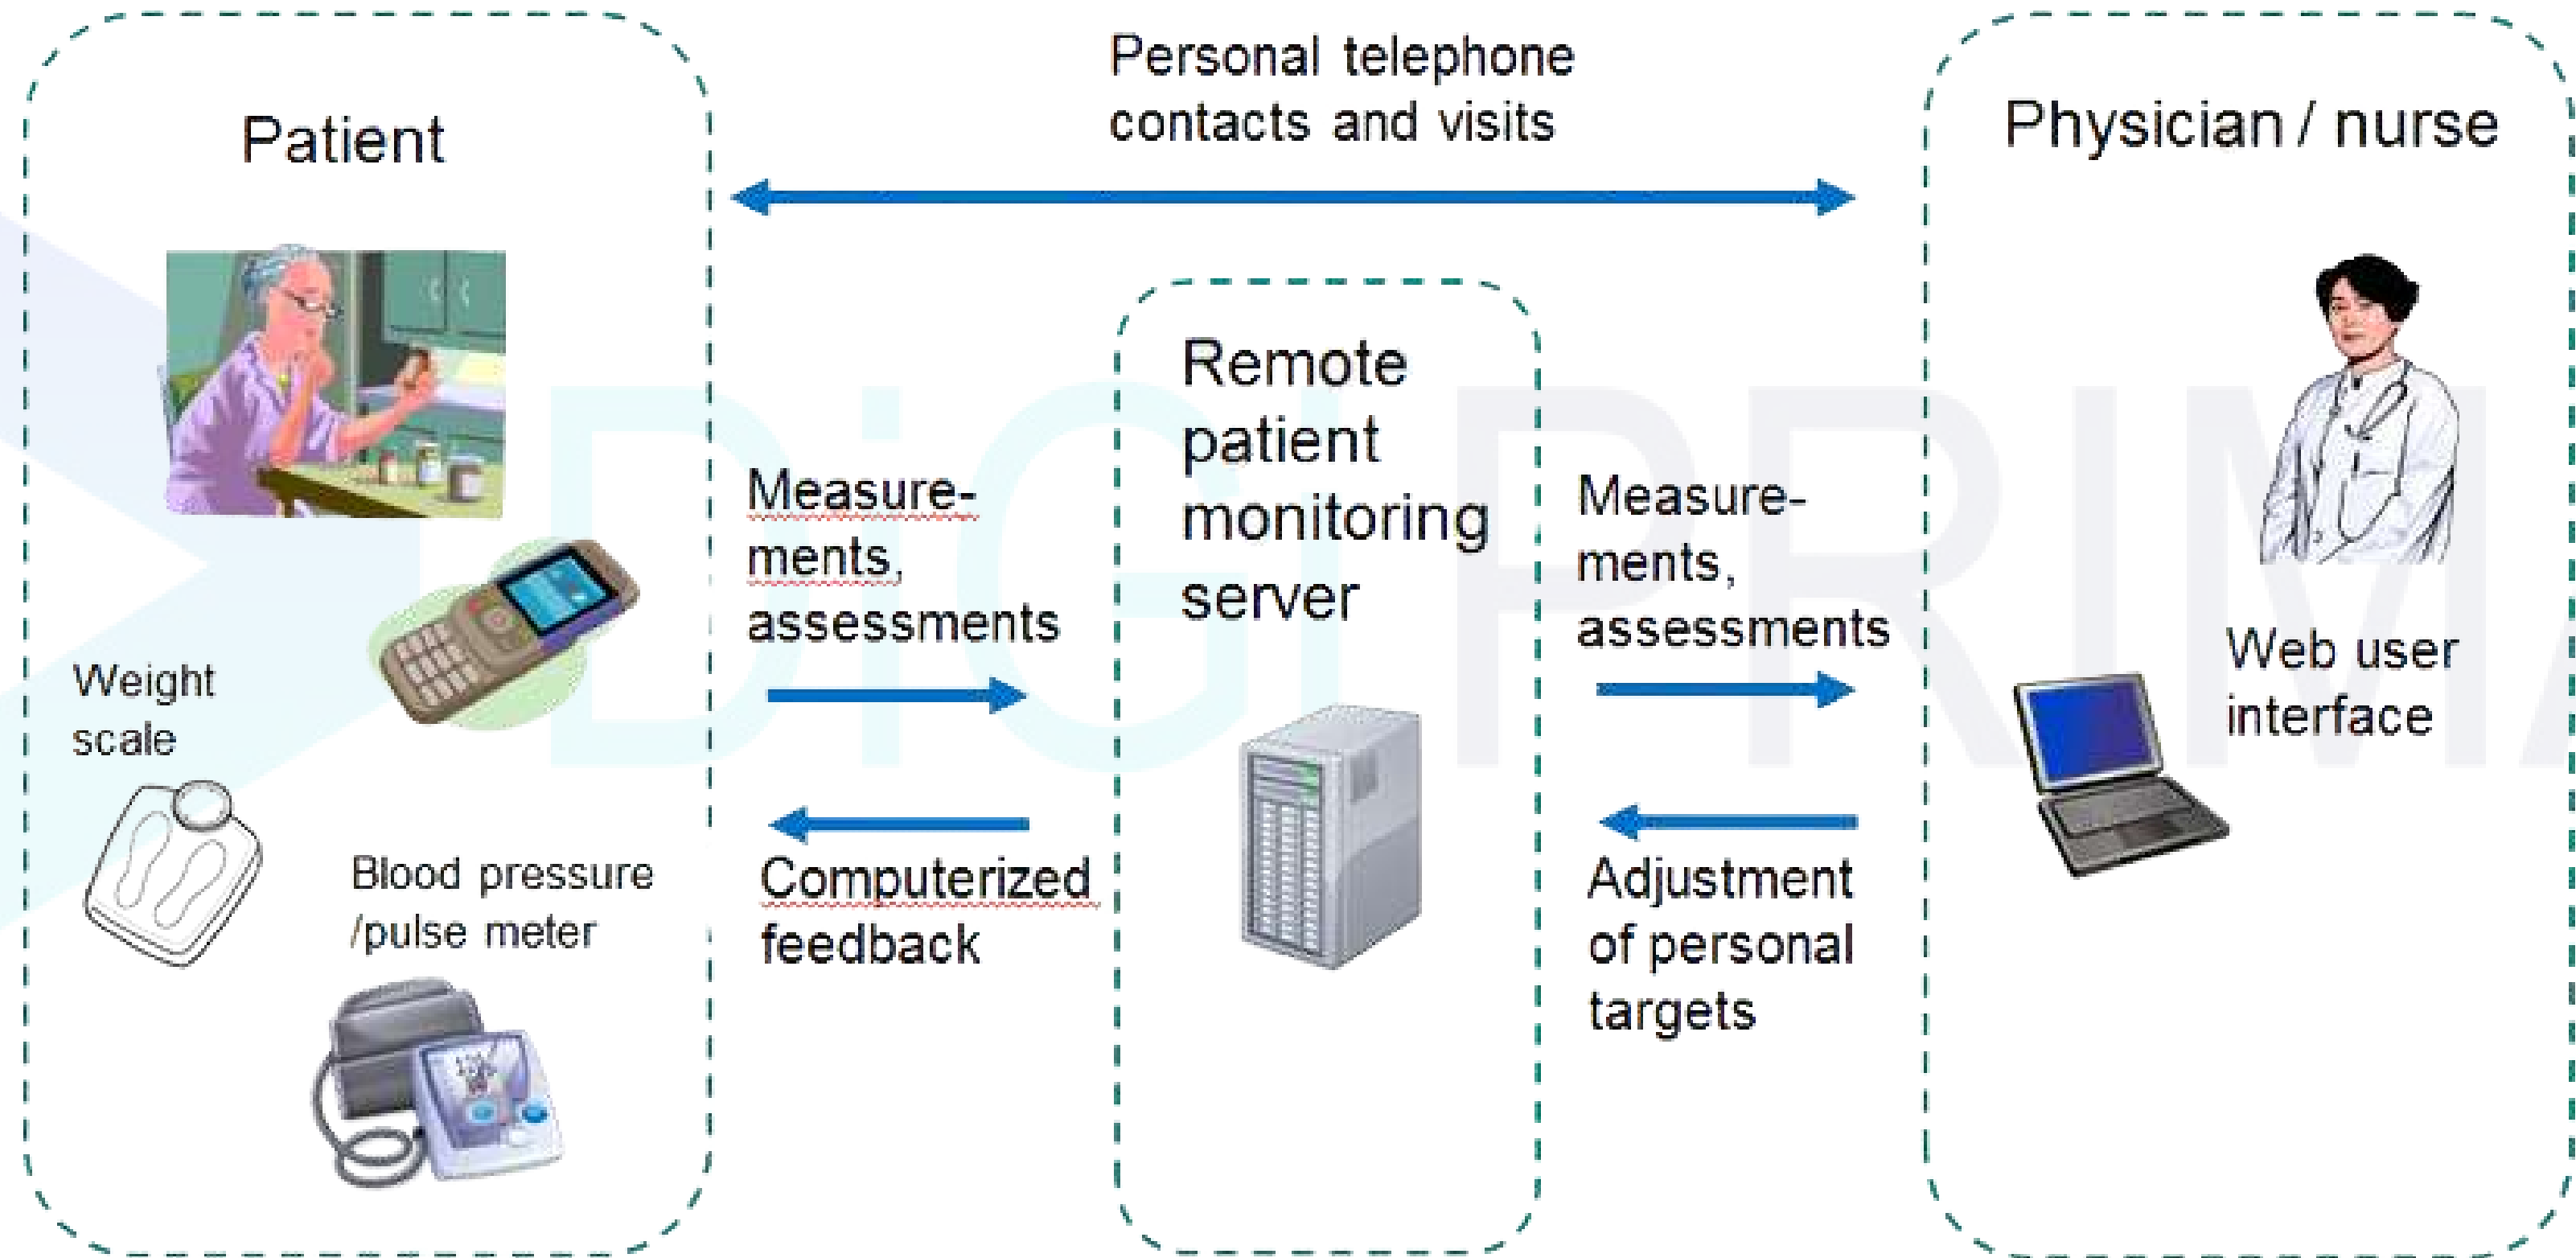 Patient
Weight
scale
Blood pressure
/pulse meter
Personal telephone
contacts and visits
Measure-
ments,
assessments
Computerized
feedback
Remote
patient
monitoring
server
Measure-
ments,
assessments
Adjustment
of personal
targets
Physician / nurse
Web user
interface
DiGIPRIMA